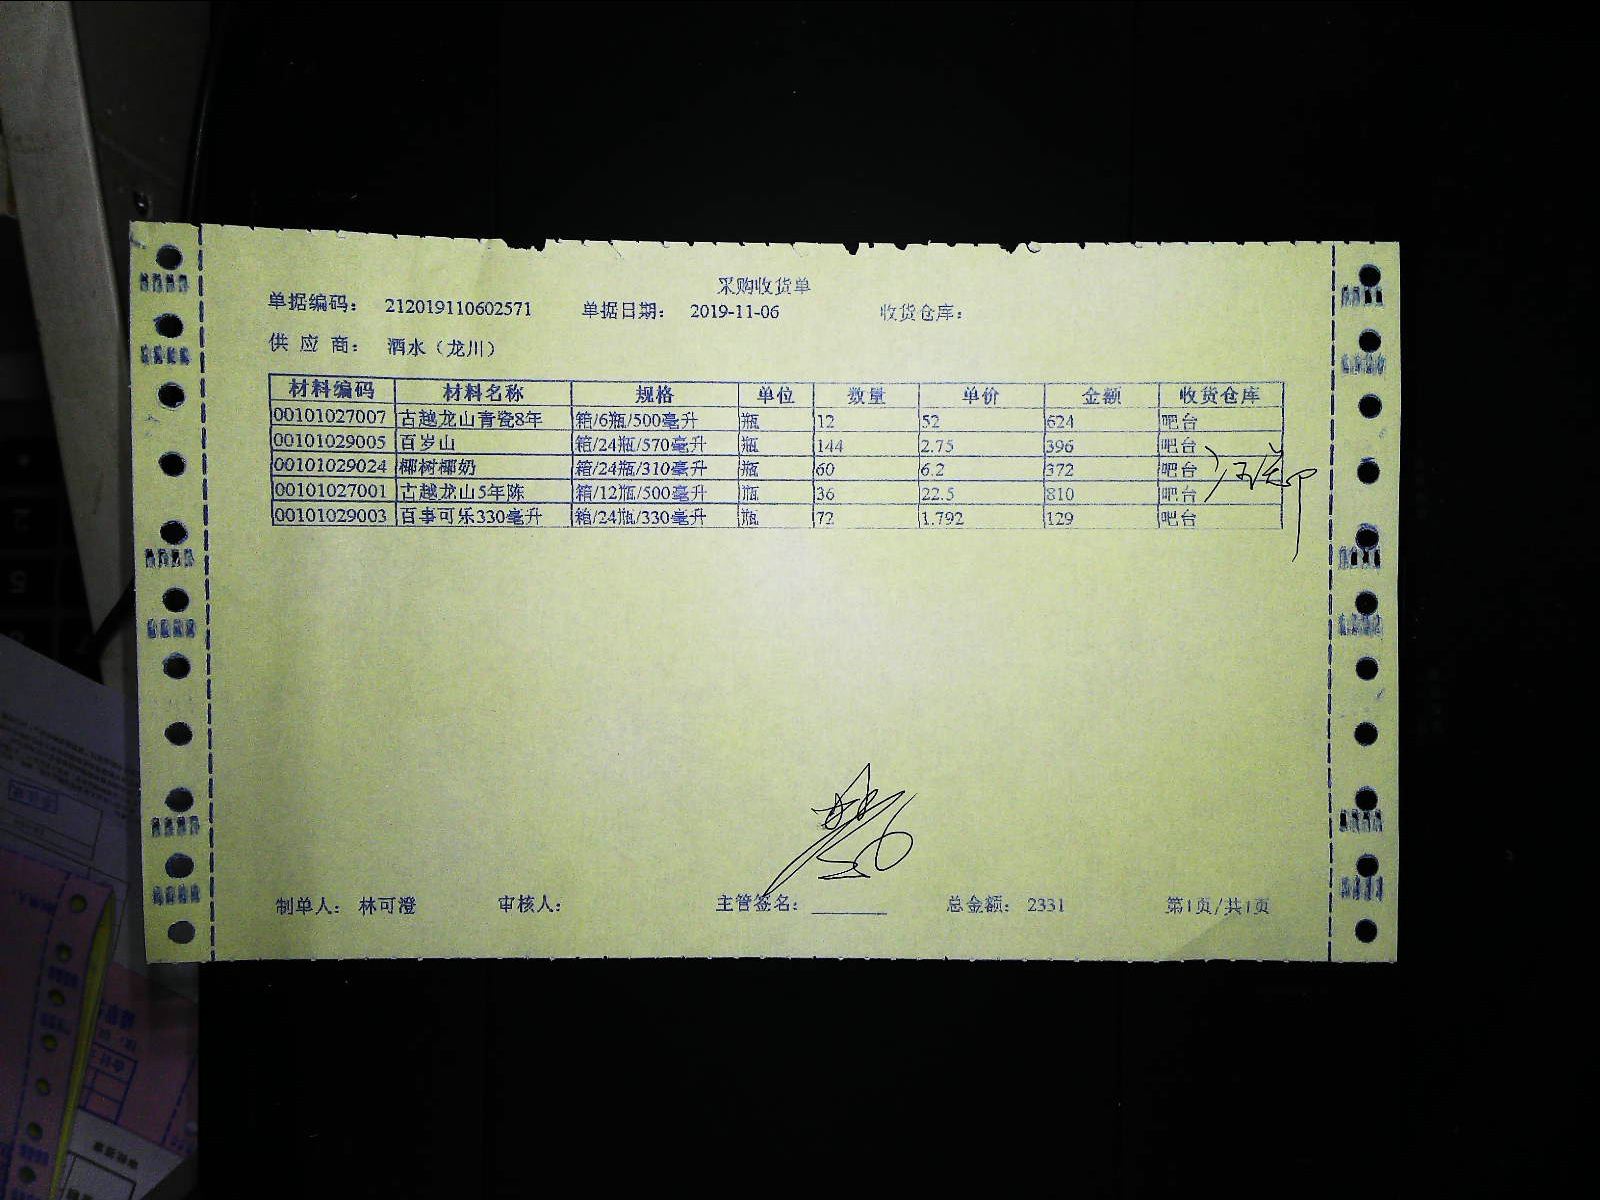 采购收货单
单据编码： 212019110602571 单据日期： 2019-11-06 收货仓库：
供 应 商： 酒水（龙川）
材料编码 材料名称 规格 单位 数量 单价 金额 收货仓库
00101027007 古越龙山青瓷8年 箱/6瓶/500毫升 瓶 12 52 624 吧台
00101029005 百岁山 箱/24瓶/570毫升 瓶 144 2.75 396 吧台
00101029024 椰树椰奶 箱/24瓶/310毫升 瓶 60 6.2 372 吧台
00101027001 古越龙山5年陈 箱/12瓶/500毫升 瓶 36 22.5 810 吧台
00101029003 百事可乐330毫升 箱/24瓶/330毫升 瓶 72 1.792 129 吧台
制单人： 林可澄 审核人： 主管签名： 总金额： 2331 第1页/共1页